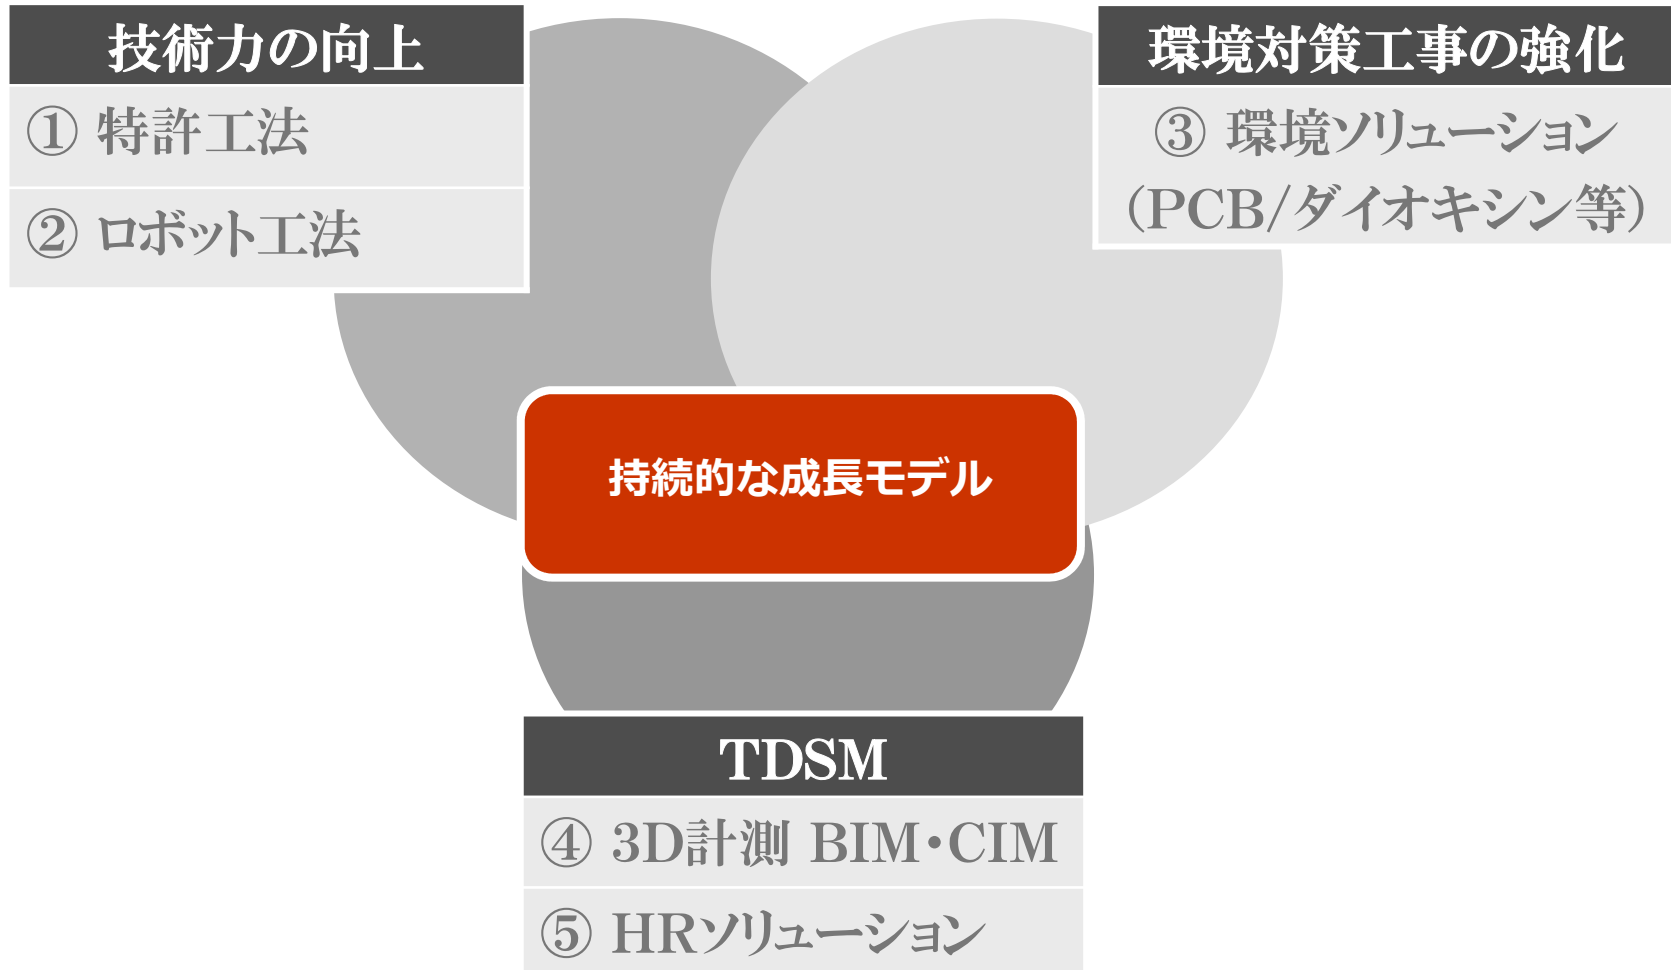 技術力の向上
① 特許工法
② ロボット工法
環境対策工事の強化
③ 環境ソリューション
(PCB/ダイオキシン等)
持続的な成長モデル
TDSM
④ 3D計測 BIM・CIM
⑤ HRソリューション